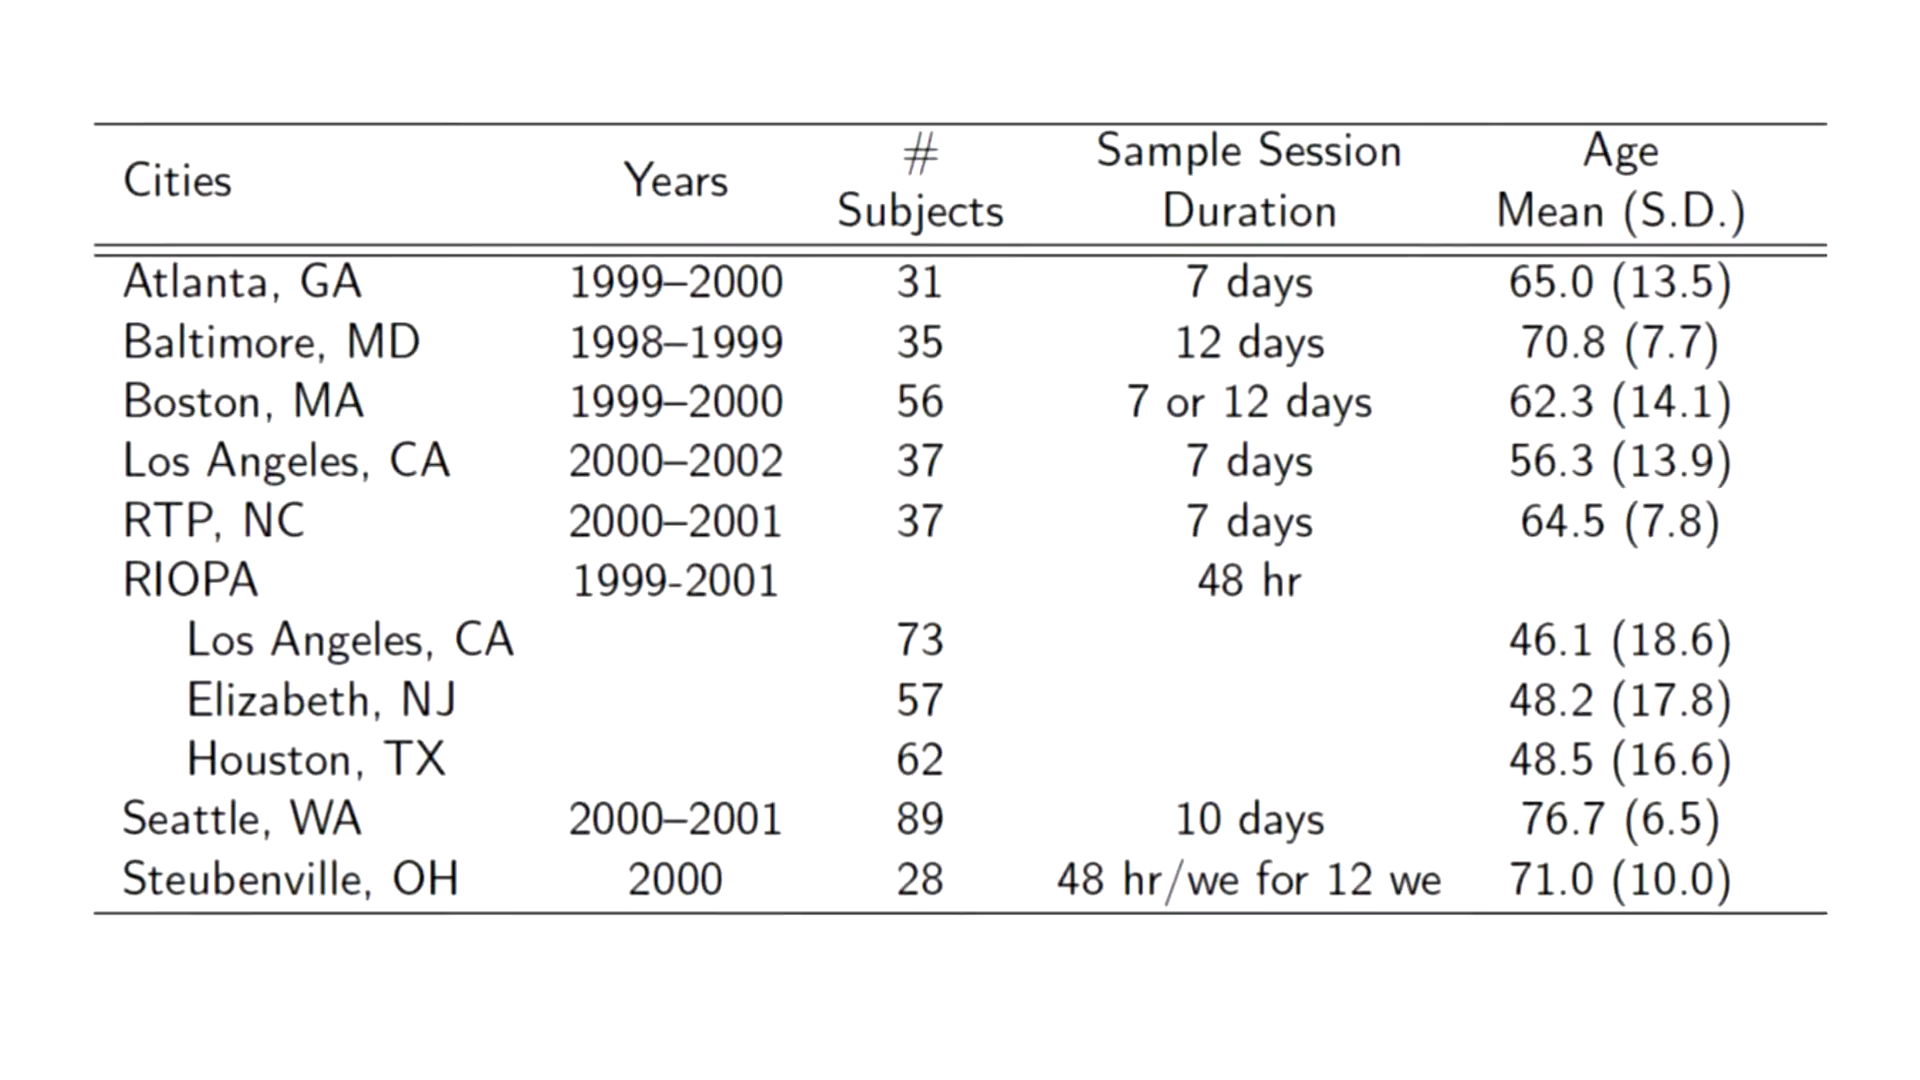 Cities Years # Subjects Sample Session Duration Age Mean (S.D.)
Atlanta, GA 1999–2000 31 7 days 65.0 (13.5)
Baltimore, MD 1998–1999 35 12 days 70.8 (7.7)
Boston, MA 1999–2000 56 7 or 12 days 62.3 (14.1)
Los Angeles, CA 2000–2002 37 7 days 56.3 (13.9)
RTP, NC 2000–2001 37 7 days 64.5 (7.8)
RIOPA 1999-2001 48 hr
Los Angeles, CA 73 46.1 (18.6)
Elizabeth, NJ 57 48.2 (17.8)
Houston, TX 62 48.5 (16.6)
Seattle, WA 2000–2001 89 10 days 76.7 (6.5)
Steubenville, OH 2000 28 48 hr/we for 12 we 71.0 (10.0)